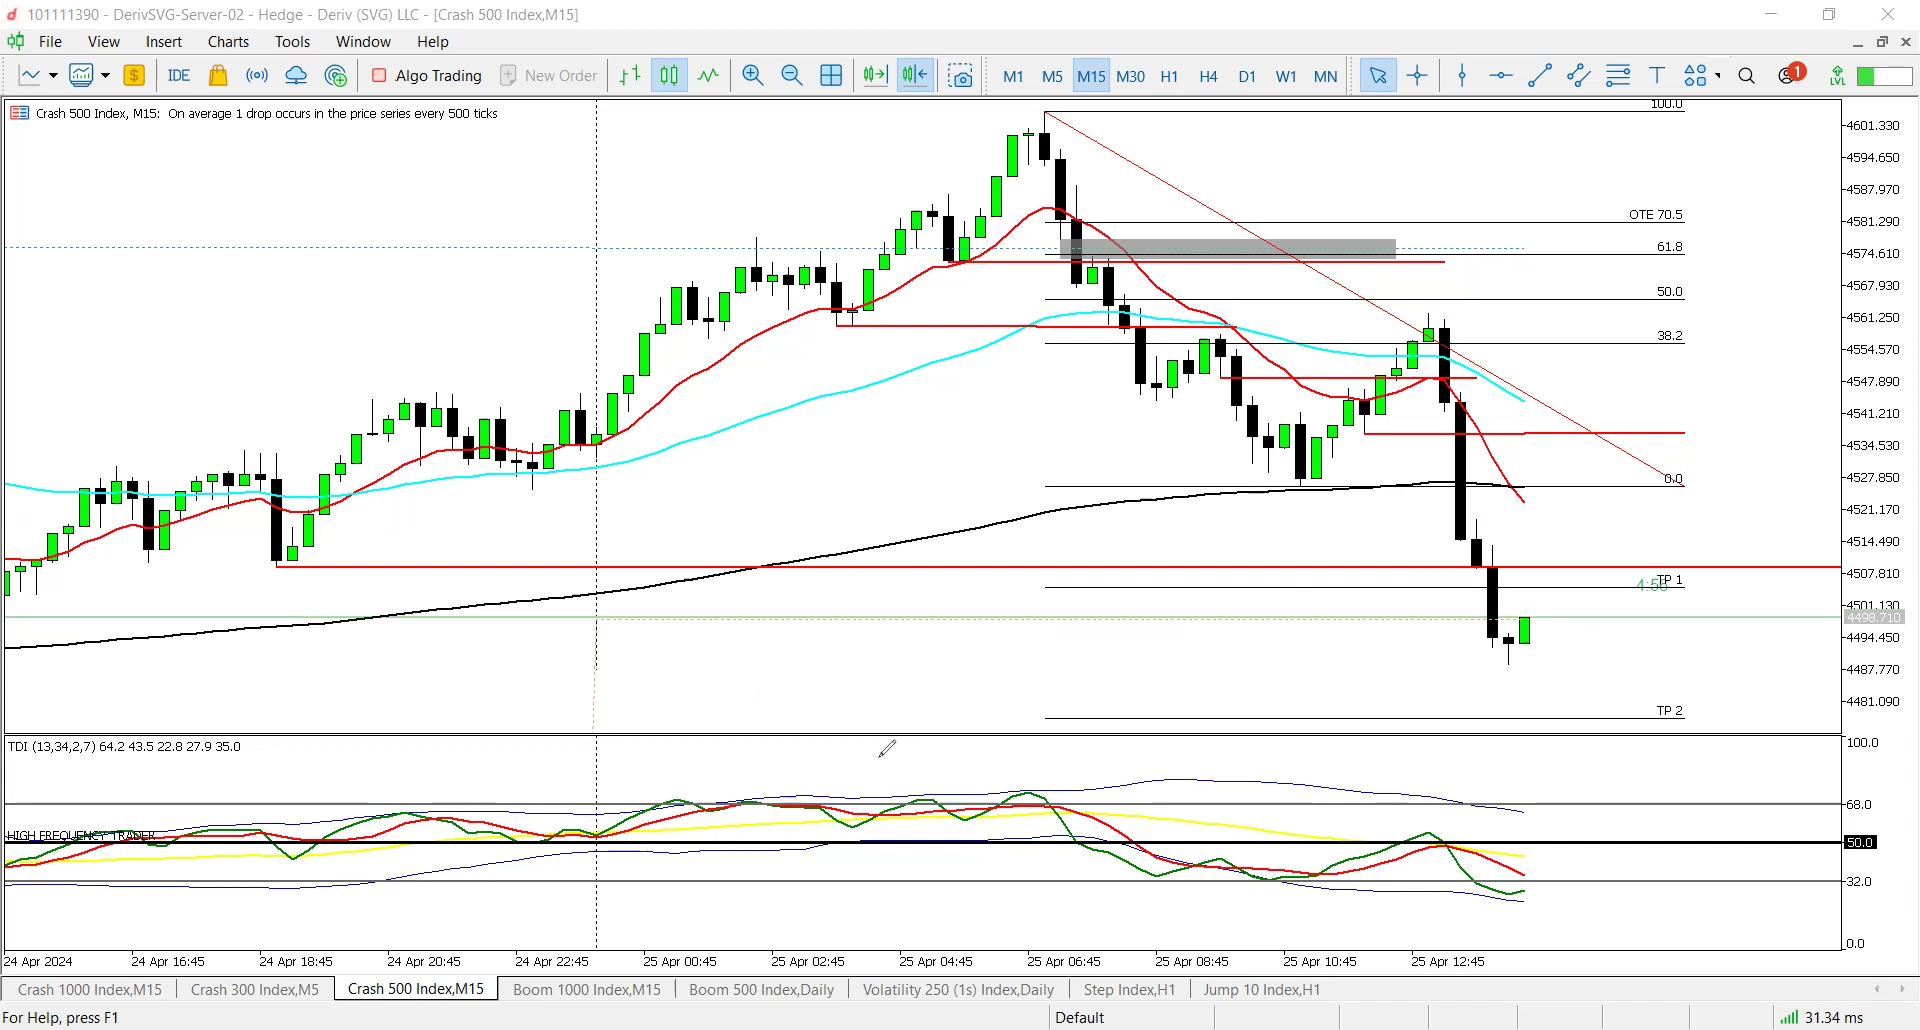 101111390 - DerivSVG-Server-02 - Hedge - Deriv (SVG) LLC - [Crash 500 Index,M15]
File View Insert Charts Tools Window Help
IDE Algo Trading New Order M1 M5 M15 M30 H1 H4 D1 W1 MN T 1 LVL
Crash 500 Index, M15: On average 1 drop occurs in the price series every 500 ticks
100.0
4601.330
4594.650
4587.970
OTE 70.5
4581.290
61.8
4574.610
50.0
4567.930
4561.250
38.2
4554.570
4547.890
4541.210
4534.530
0.0
4527.850
4521.170
4514.490
4507.810
TP 1
4:56
4501.130
4498.710
4494.450
4487.770
4481.090
TP 2
TDI (13,34,2,7) 64.2 43.5 22.8 27.9 35.0
100.0
68.0
HIGH FREQUENCY TRADER
50.0
32.0
0.0
24 Apr 2024 24 Apr 16:45 24 Apr 18:45 24 Apr 20:45 24 Apr 22:45 25 Apr 00:45 25 Apr 02:45 25 Apr 04:45 25 Apr 06:45 25 Apr 08:45 25 Apr 10:45 25 Apr 12:45
Crash 1000 Index,M15 Crash 300 Index,M5 Crash 500 Index,M15 Boom 1000 Index,M15 Boom 500 Index,Daily Volatility 250 (1s) Index,Daily Step Index,H1 Jump 10 Index,H1
For Help, press F1 Default 31.34 ms